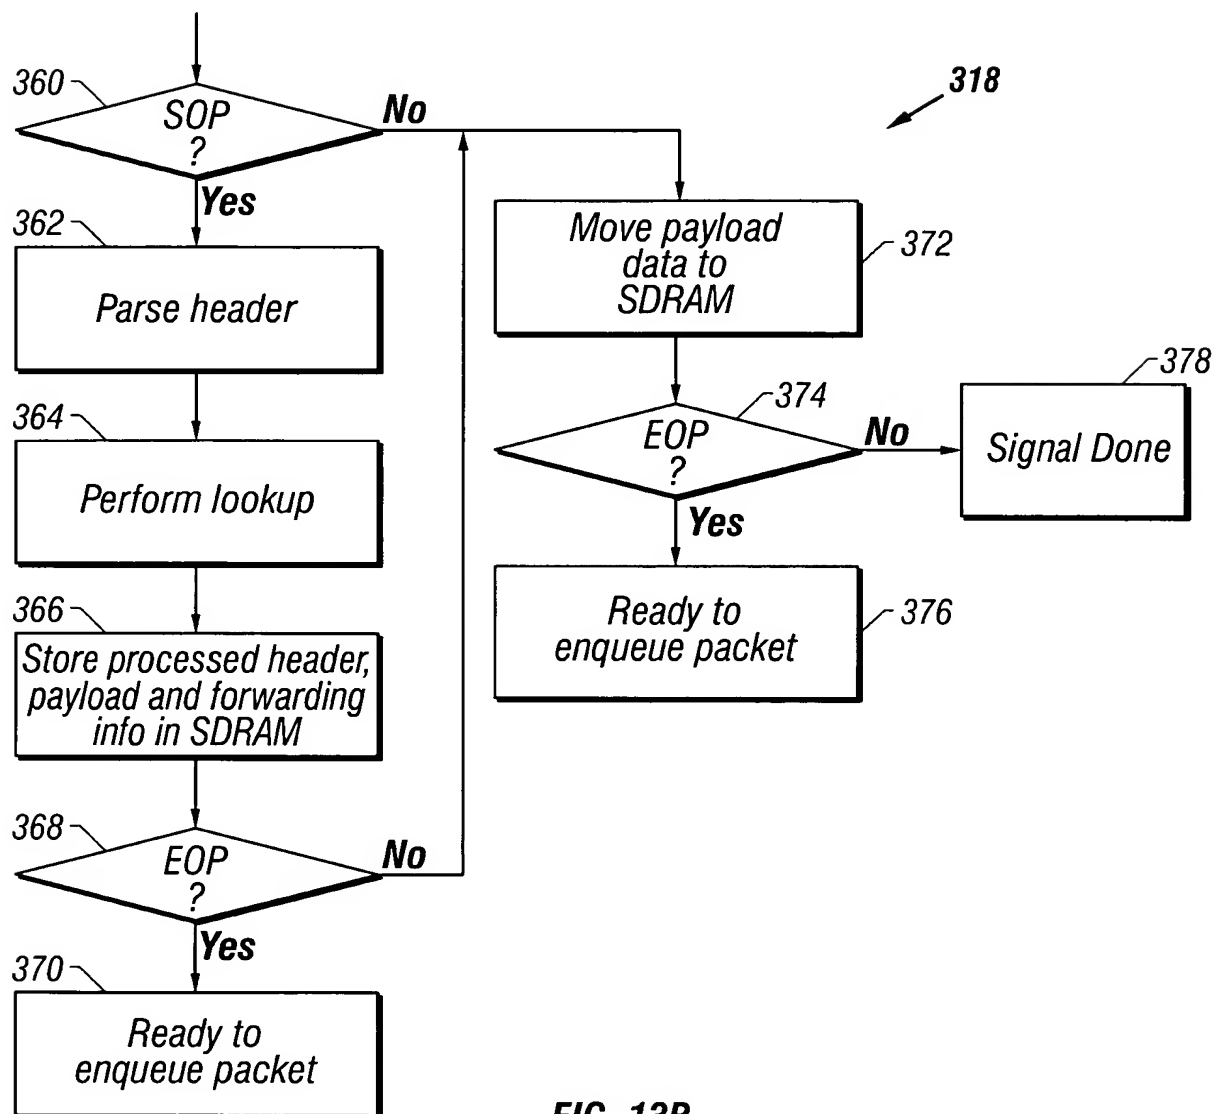 318
360
SOP
?
No
Yes
362
Parse header
364
Perform lookup
366
Store processed header,
payload and forwarding
info in SDRAM
368
EOP
?
No
Yes
370
Ready to
enqueue packet
Move payload
data to
SDRAM
372
374
EOP
?
No
Yes
378
Signal Done
Ready to
enqueue packet
376
FIG. 13B